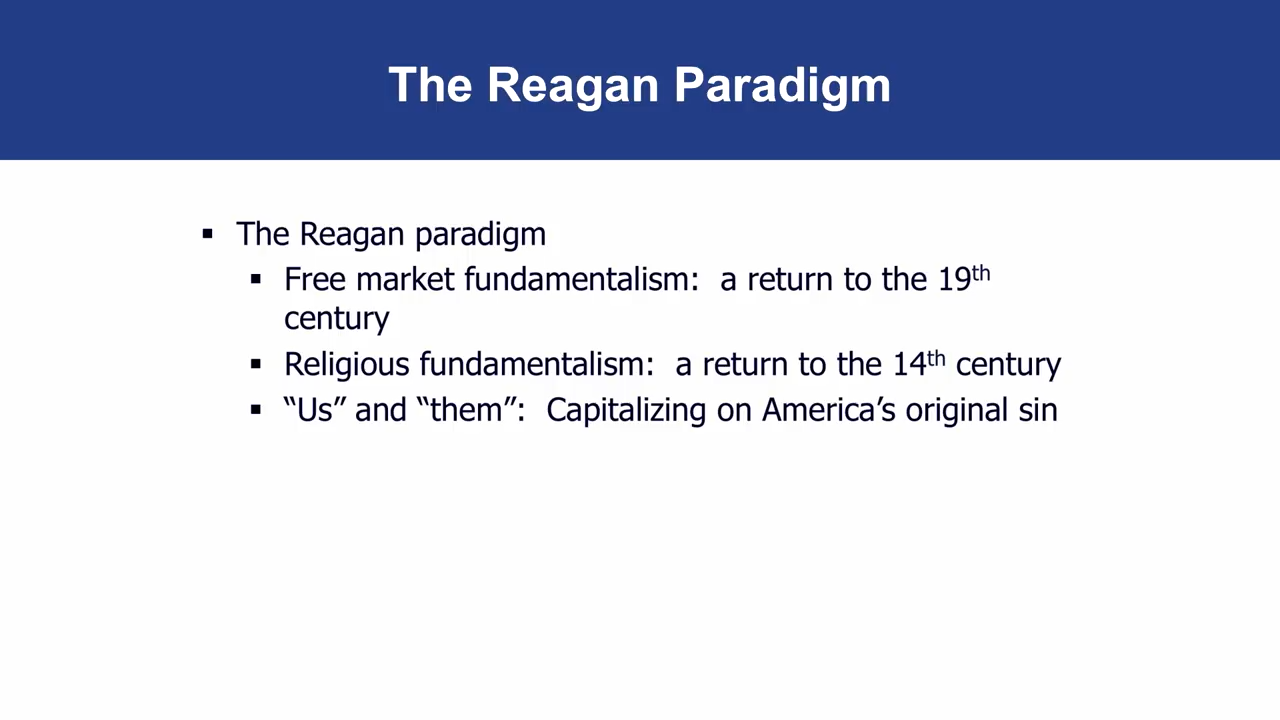 The Reagan Paradigm
▪ The Reagan paradigm
▪ Free market fundamentalism:  a return to the 19th
century
▪ Religious fundamentalism:  a return to the 14th century
▪ “Us” and “them”:  Capitalizing on America’s original sin